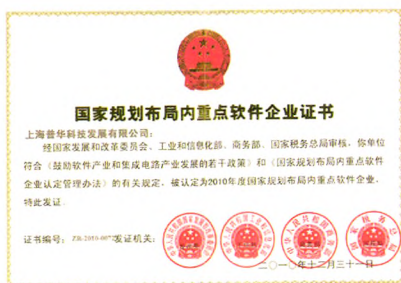 国家规划布局内重点软件企业证书
上海普华科技发展有限公司：
经国家发展和改革委员会、工业和信息化部、商务部、国家税务总局审核，你单位
符合《鼓励软件产业和集成电路产业发展的若干政策》和《国家规划布局内重点软件
企业认定管理办法》的有关规定，被认定为2010年度国家规划布局内重点软件企业，
特此发证。
证书编号： 发证机关：
二〇一〇年十二月三十一日